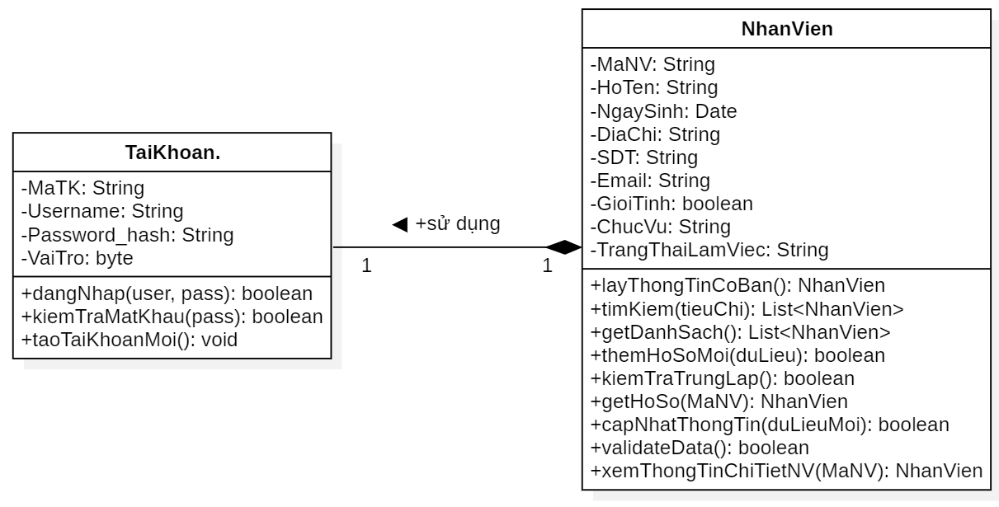 TaiKhoan.
-MaTK: String
-Username: String
-Password_hash: String
-VaiTro: byte
+dangNhap(user, pass): boolean
+kiemTraMatKhau(pass): boolean
+taoTaiKhoanMoi(): void
◀ +sử dụng
1
1
NhanVien
-MaNV: String
-HoTen: String
-NgaySinh: Date
-DiaChi: String
-SDT: String
-Email: String
-GioiTinh: boolean
-ChucVu: String
-TrangThaiLamViec: String
+layThongTinCoBan(): NhanVien
+timKiem(tieuChi): List<NhanVien>
+getDanhSach(): List<NhanVien>
+themHoSoMoi(duLieu): boolean
+kiemTraTrungLap(): boolean
+getHoSo(MaNV): NhanVien
+capNhatThongTin(duLieuMoi): boolean
+validateData(): boolean
+xemThongTinChiTietNV(MaNV): NhanVien